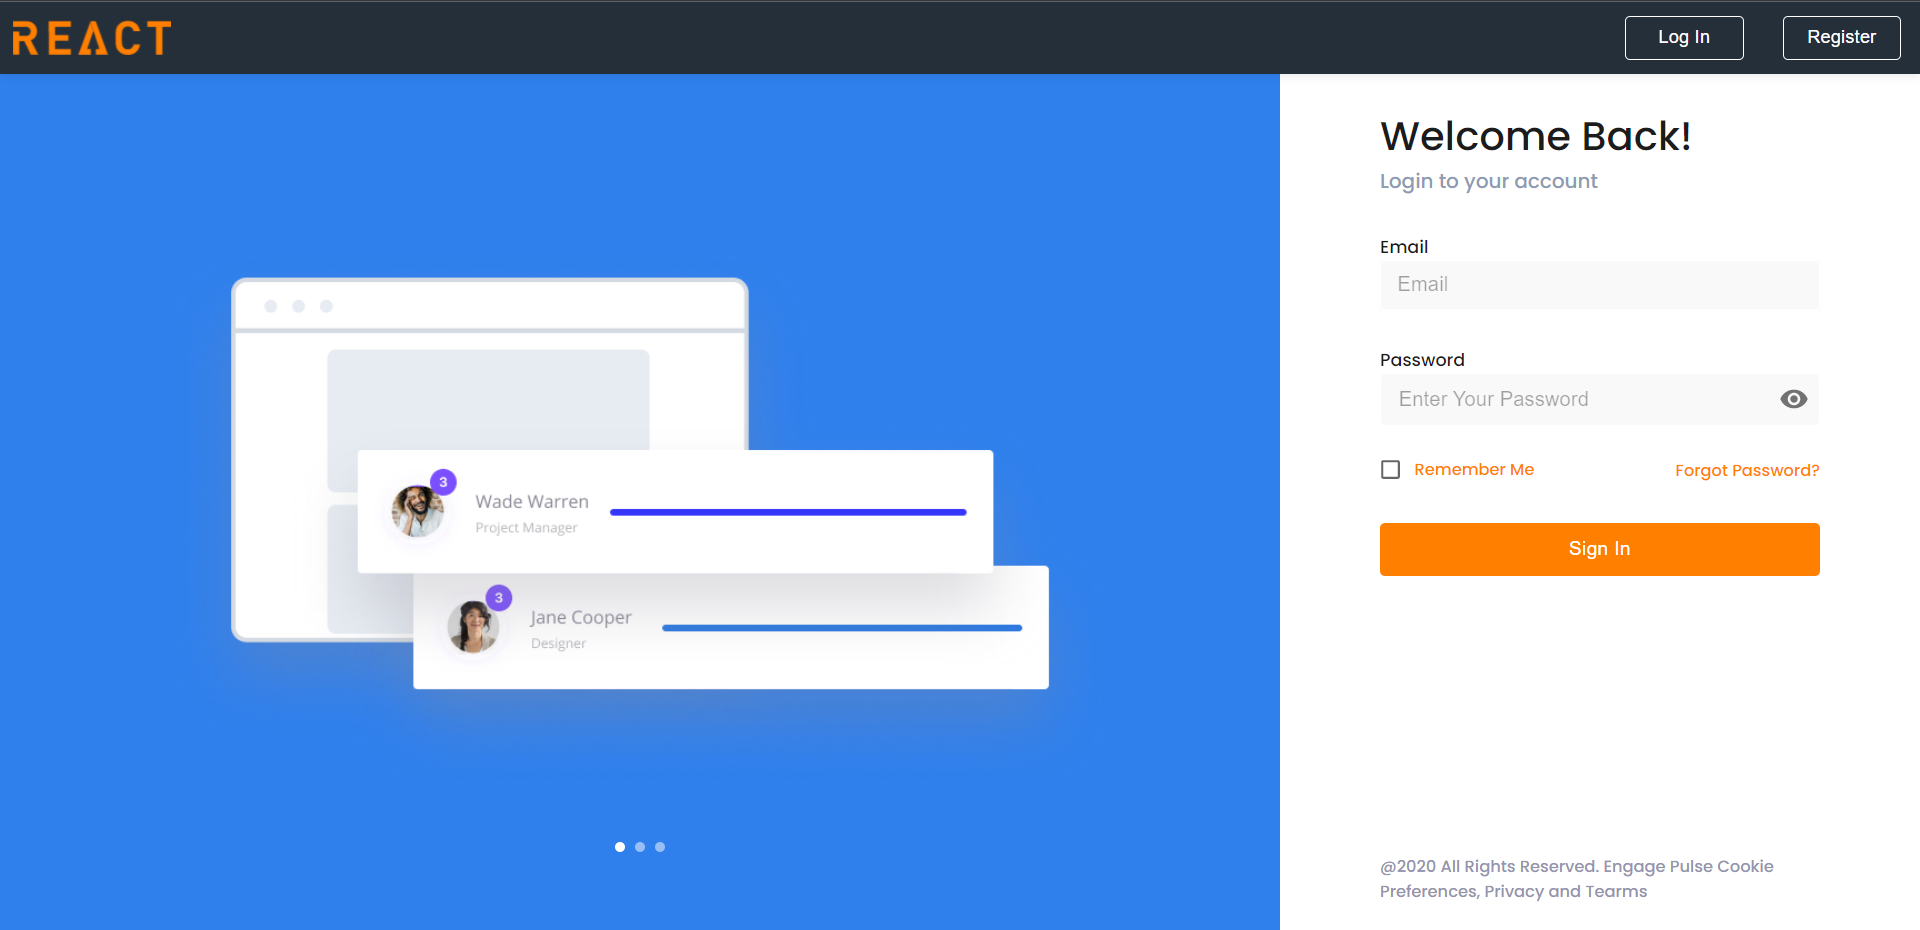 REACT
Log In
Register
3
Wade Warren
Project Manager
3
Jane Cooper
Designer
Welcome Back!
Login to your account
Email
Email
Password
Enter Your Password
Remember Me
Forgot Password?
Sign In
@2020 All Rights Reserved. Engage Pulse Cookie
Preferences, Privacy and Tearms